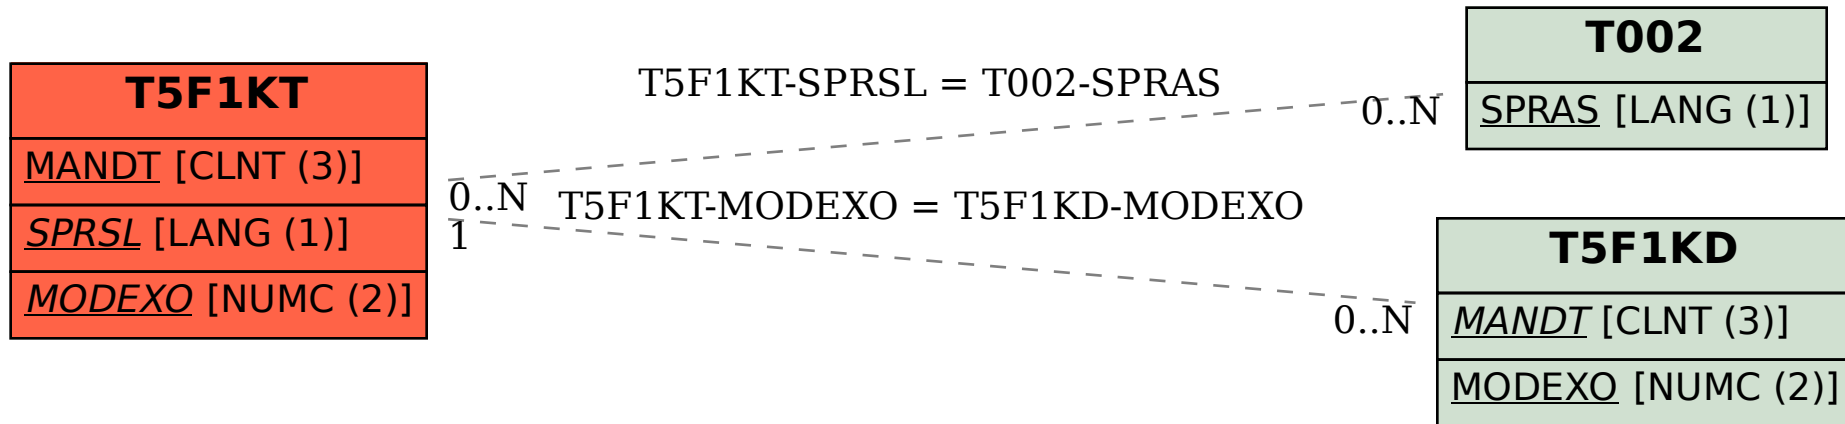 T5F1KT
MANDT [CLNT (3)]
SPRSL [LANG (1)]
MODEXO [NUMC (2)]
T5F1KT-SPRSL = T002-SPRAS
0..N
0..N
T5F1KT-MODEXO = T5F1KD-MODEXO
1
0..N
T002
SPRAS [LANG (1)]
T5F1KD
MANDT [CLNT (3)]
MODEXO [NUMC (2)]